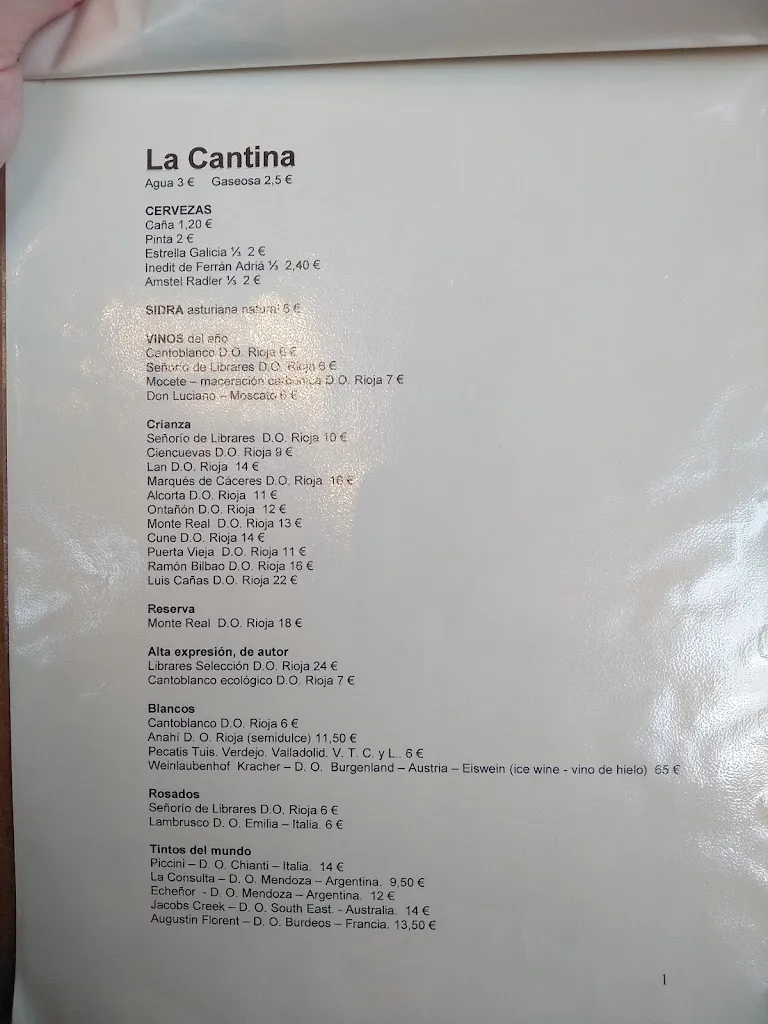 La Cantina
Agua 3 € Gaseosa 2,5 €
CERVEZAS
Caña 1,20 €
Pinta 2 €
Estrella Galicia ⅓ 2 €
Inedit de Ferrán Adriá ⅓ 2,40 €
Amstel Radler ⅓ 2 €
SIDRA asturiana natural 6 €
VINOS del año
Cantoblanco D.O. Rioja 6 €
Señorio de Librares D.O. Rioja 6 €
Mocete – maceración carbónica D.O. Rioja 7 €
Don Luciano – Moscato 6 €
Crianza
Señorio de Librares D.O. Rioja 10 €
Ciencuevas D.O. Rioja 9 €
Lan D.O. Rioja 14 €
Marqués de Cáceres D.O. Rioja 16 €
Alcorta D.O. Rioja 11 €
Ontañón D.O. Rioja 12 €
Monte Real D.O. Rioja 13 €
Cune D.O. Rioja 14 €
Puerta Vieja D.O. Rioja 11 €
Ramón Bilbao D.O. Rioja 16 €
Luis Cañas D.O. Rioja 22 €
Reserva
Monte Real D.O. Rioja 18 €
Alta expresión, de autor
Librares Selección D.O. Rioja 24 €
Cantoblanco ecológico D.O. Rioja 7 €
Blancos
Cantoblanco D.O. Rioja 6 €
Anahí D. O. Rioja (semidulce) 11,50 €
Pecatis Tuis. Verdejo. Valladolid. V. T. C. y L.. 6 €
Weinlaubenhof Kracher – D. O. Burgenland – Austria – Eiswein (ice wine - vino de hielo) 65 €
Rosados
Señorio de Librares D.O. Rioja 6 €
Lambrusco D. O. Emilia – Italia. 6 €
Tintos del mundo
Piccini – D. O. Chianti – Italia. 14 €
La Consulta – D. O. Mendoza – Argentina. 9,50 €
Echeñor - D. O. Mendoza – Argentina. 12 €
Jacobs Creek – D. O. South East. - Australia. 14 €
Augustin Florent – D. O. Burdeos – Francia. 13,50 €
1